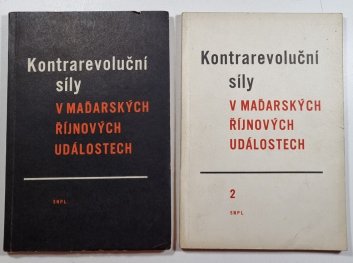 Kontrarevoluční
síly
V MAĎARSKÝCH
ŘÍJNOVÝCH
UDÁLOSTECH
SNPL
Kontrarevoluční
síly
V MAĎARSKÝCH
ŘÍJNOVÝCH
UDÁLOSTECH
2
SNPL